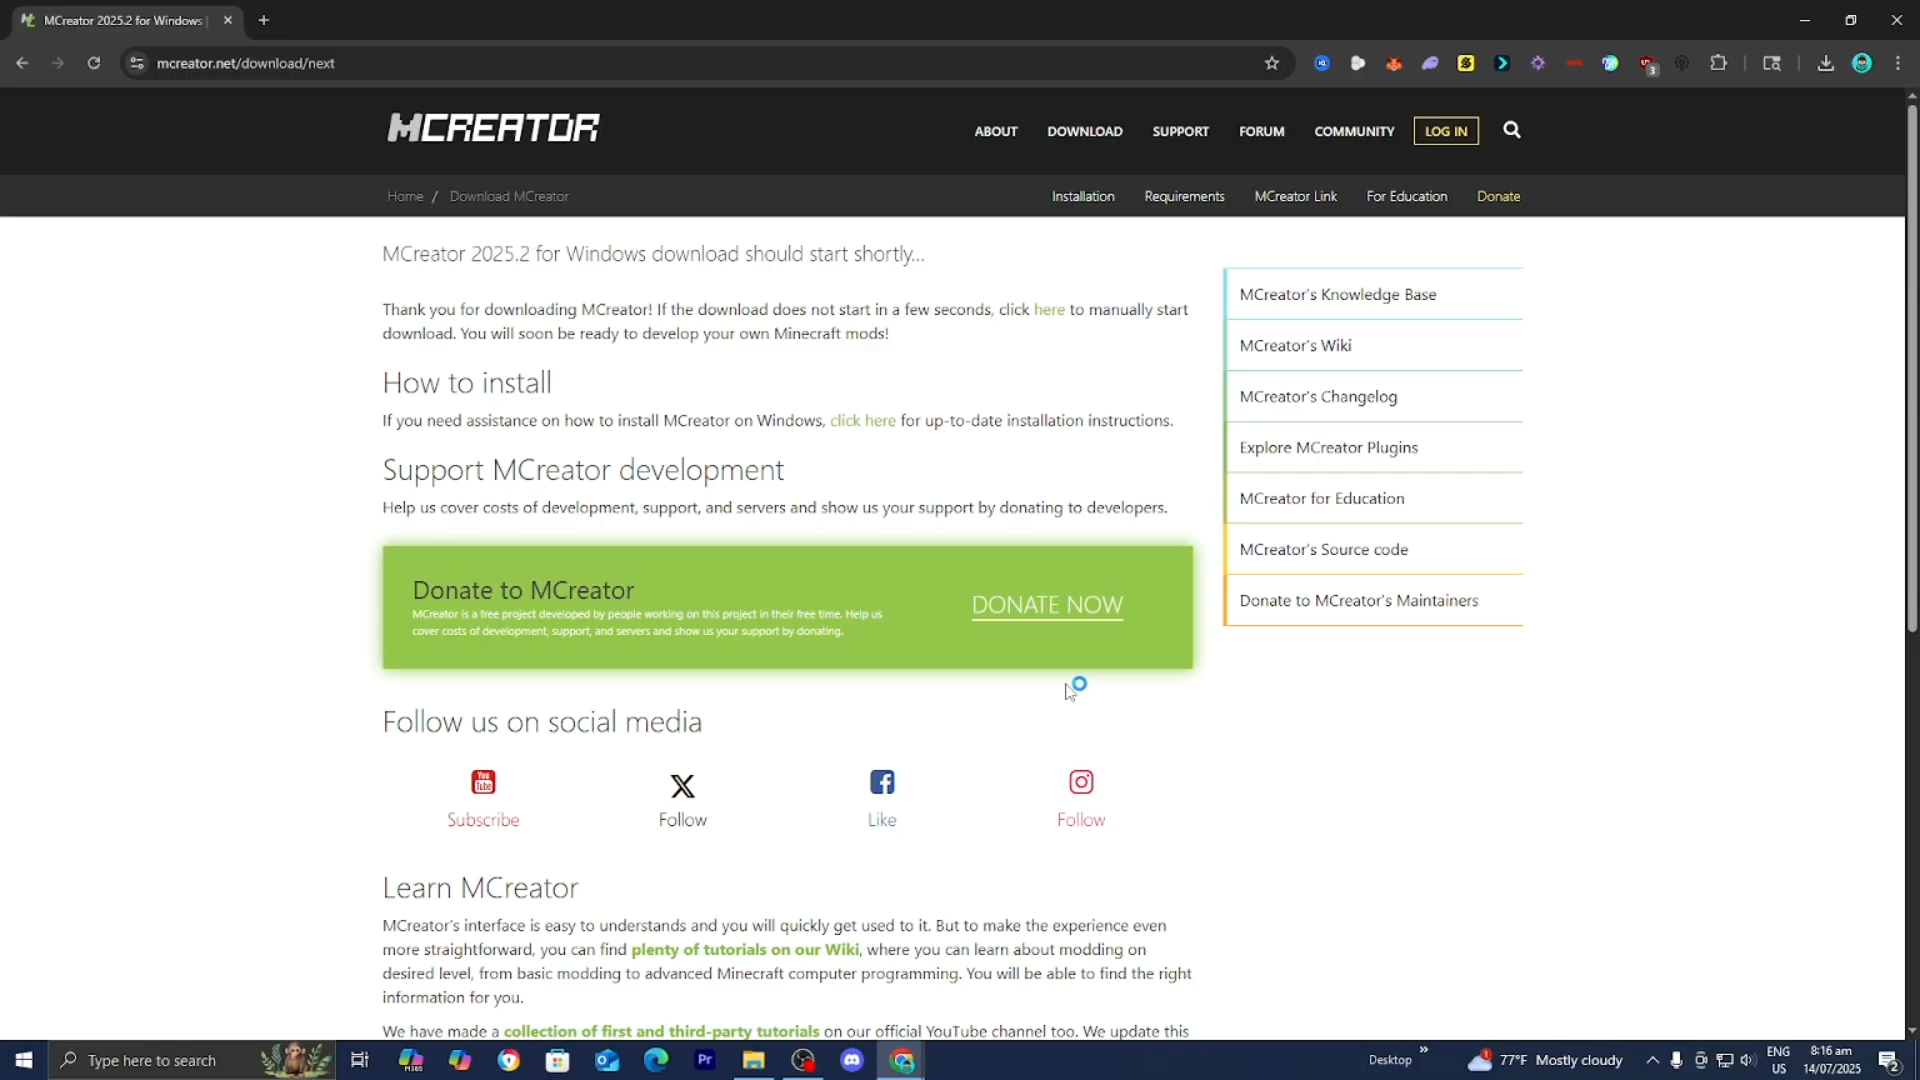 MCreator 2025.2 for Windows |
mcreator.net/download/next
3
MCREATOR
ABOUT
DOWNLOAD
SUPPORT
FORUM
COMMUNITY
LOG IN
Home / Download MCreator
Installation
Requirements
MCreator Link
For Education
Donate
MCreator 2025.2 for Windows download should start shortly...
Thank you for downloading MCreator! If the download does not start in a few seconds, click here to manually start
download. You will soon be ready to develop your own Minecraft mods!
How to install
If you need assistance on how to install MCreator on Windows, click here for up-to-date installation instructions.
Support MCreator development
Help us cover costs of development, support, and servers and show us your support by donating to developers.
Donate to MCreator
MCreator is a free project developed by people working on this project in their free time. Help us
cover costs of development, support, and servers and show us your support by donating.
DONATE NOW
MCreator's Knowledge Base
MCreator's Wiki
MCreator's Changelog
Explore MCreator Plugins
MCreator for Education
MCreator's Source code
Donate to MCreator's Maintainers
Follow us on social media
You
Tube
Subscribe
Follow
Like
Follow
Learn MCreator
MCreator's interface is easy to understands and you will quickly get used to it. But to make the experience even
more straightforward, you can find plenty of tutorials on our Wiki, where you can learn about modding on
desired level, from basic modding to advanced Minecraft computer programming. You will be able to find the right
information for you.
We have made a collection of first and third-party tutorials on our official YouTube channel too. We update this
Type here to search
M365
Pr
Desktop
1
77°F Mostly cloudy
ENG
US
8:16 am
14/07/2025
2